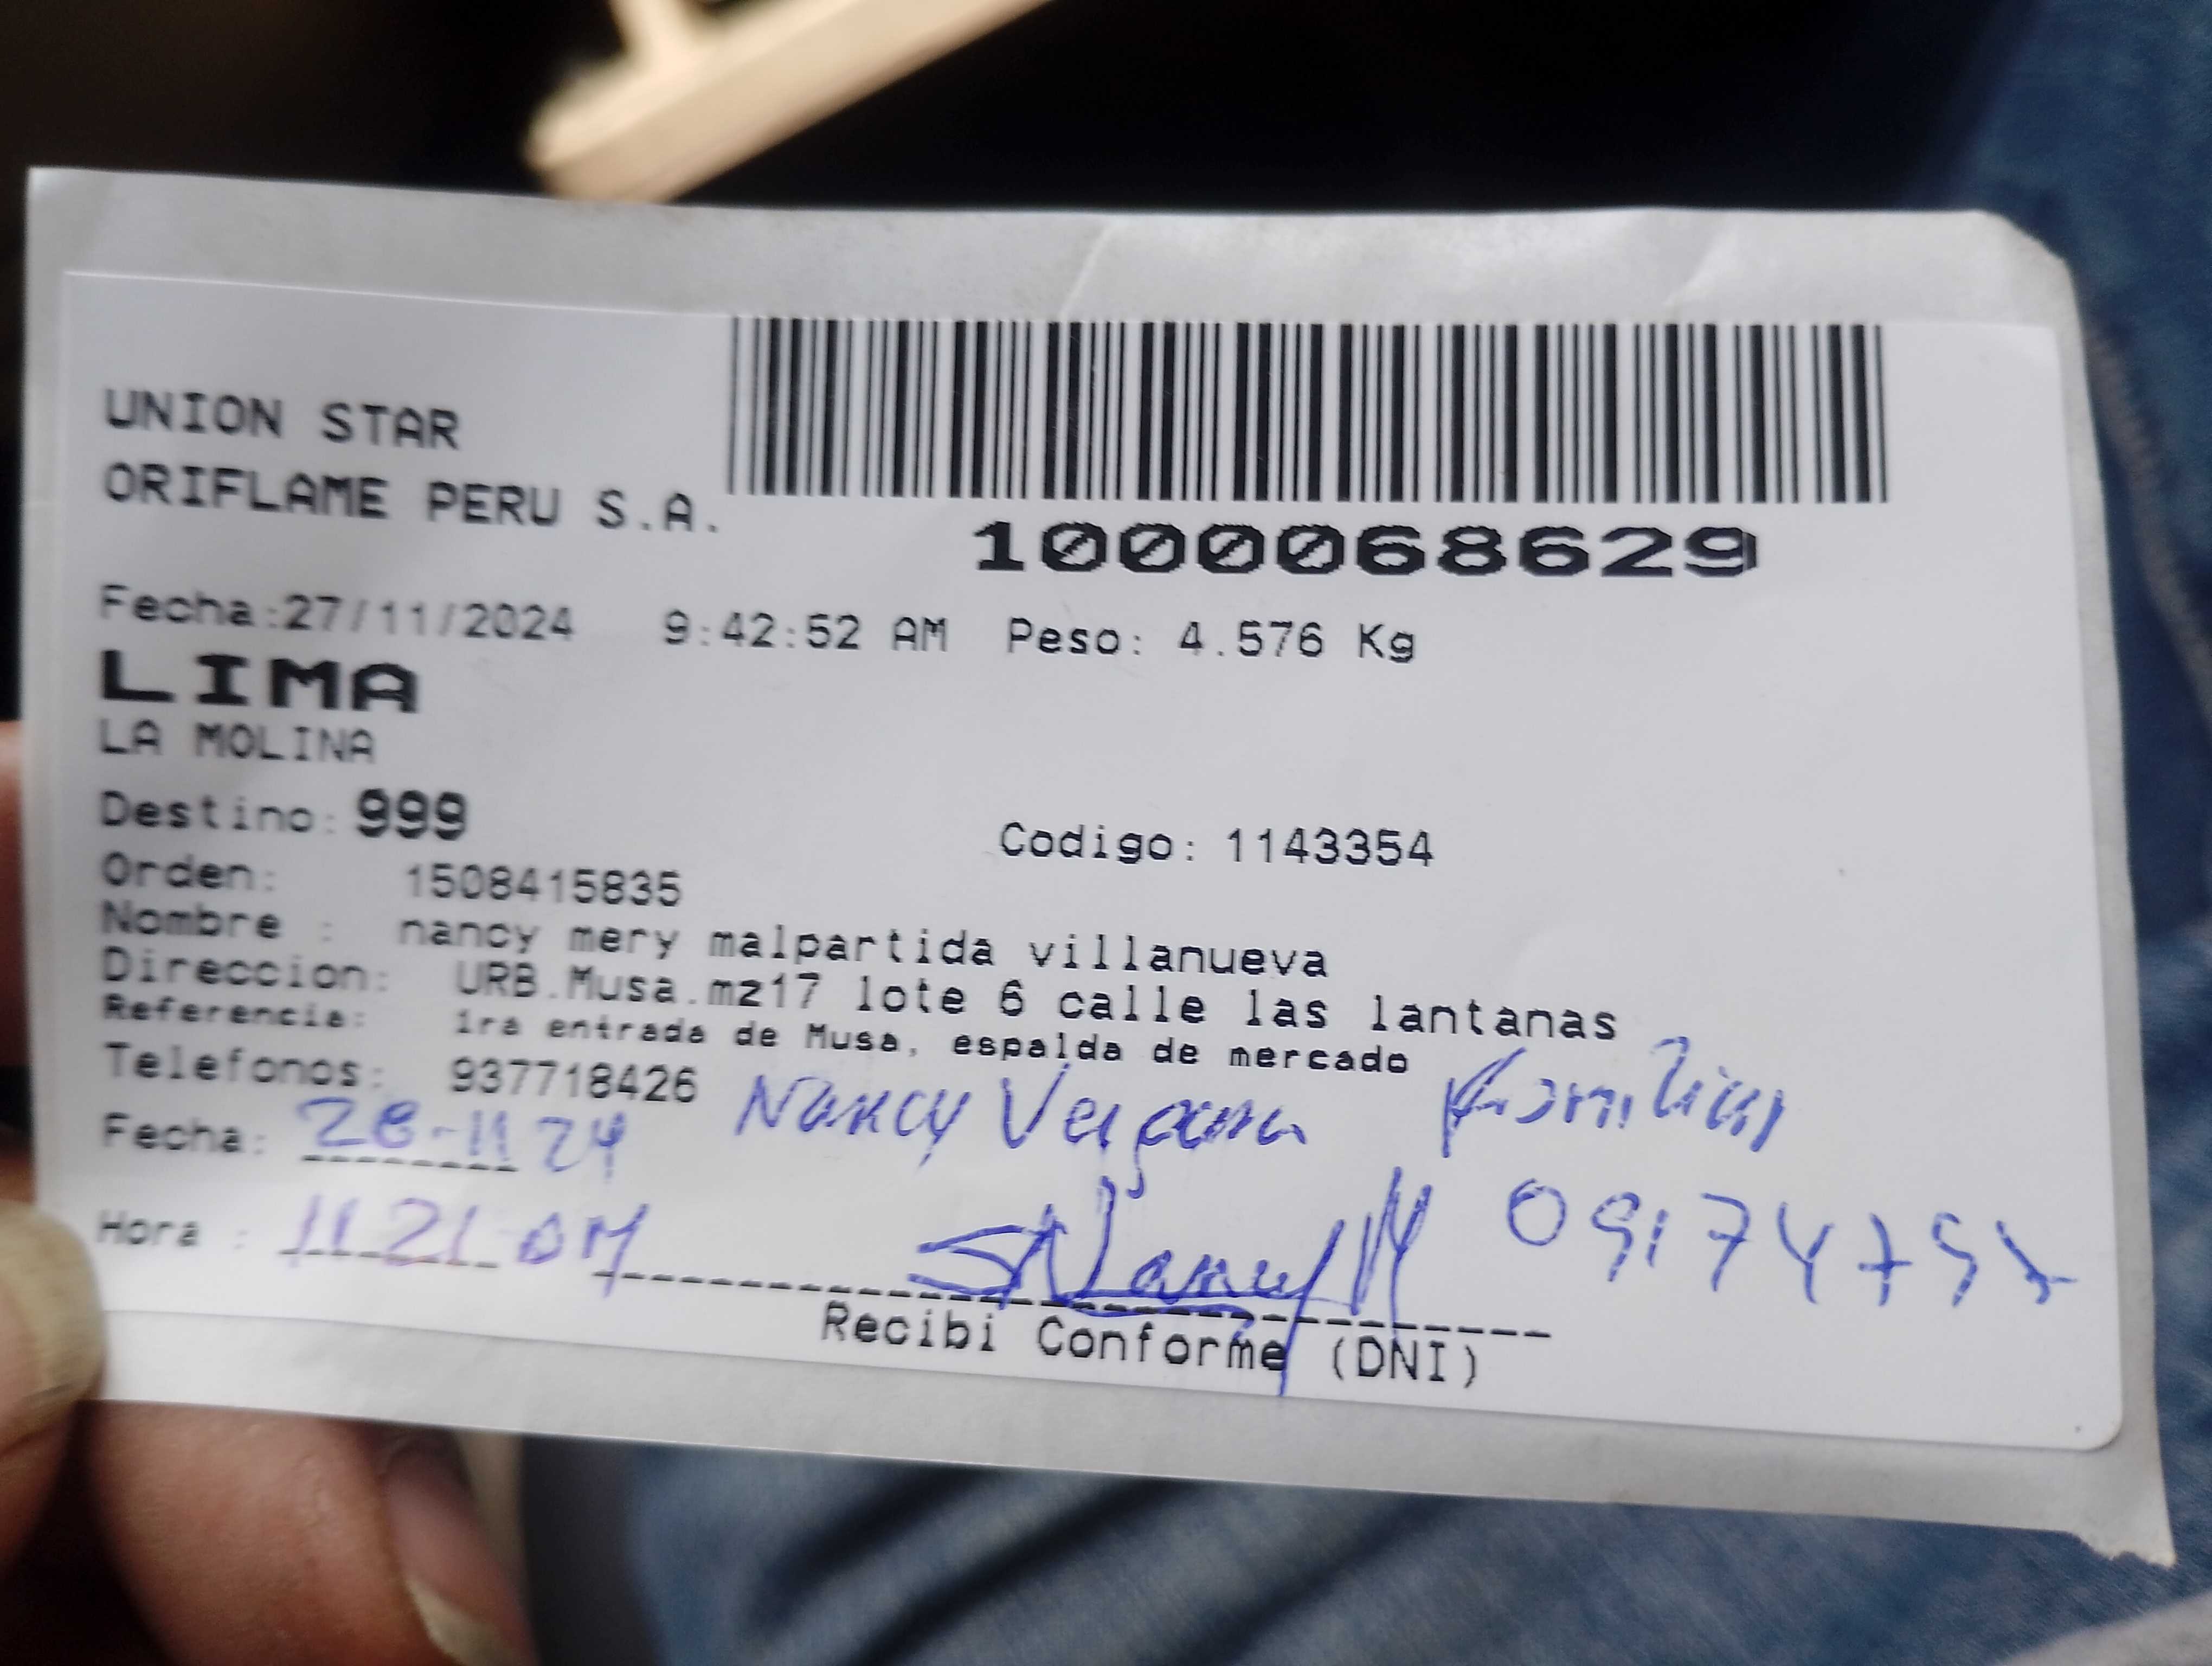 UNION STAR
ORIFLAME PERU S.A.
1000068629
Fecha:27/11/2024 9:42:52 AM Peso: 4.576 Kg
LIMA
LA MOLINA
Destino: 999
Codigo: 1143354
Orden: 1508415835
Nombre : nancy mery malpartida villanueva
Direccion: URB.Musa.mz17 lote 6 calle las lantanas
Referencia: 1ra entrada de Musa, espalda de mercado
Telefonos: 937718426
Nancy Vergara Familiar
Fecha: 28-11 24
Hora : 11 21 AM
Recibi Conforme (DNI)